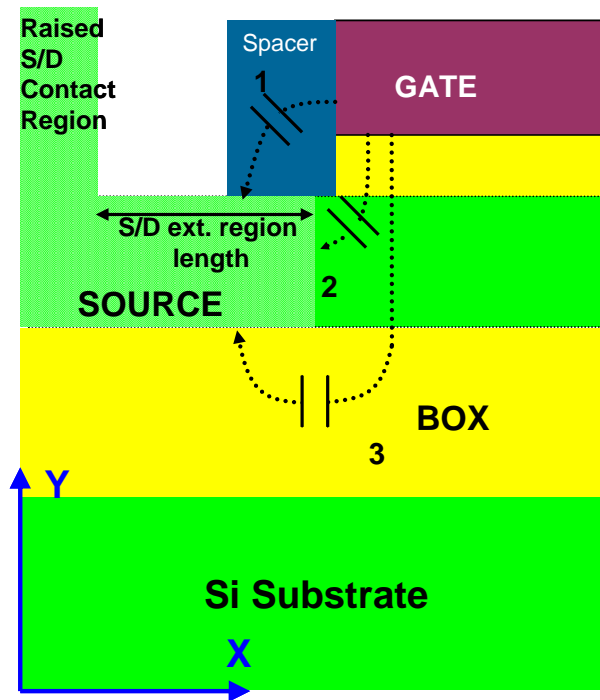 Raised
S/D
Contact
Region
Spacer
1
GATE
S/D ext. region
length
2
SOURCE
BOX
3
Y
Si Substrate
X